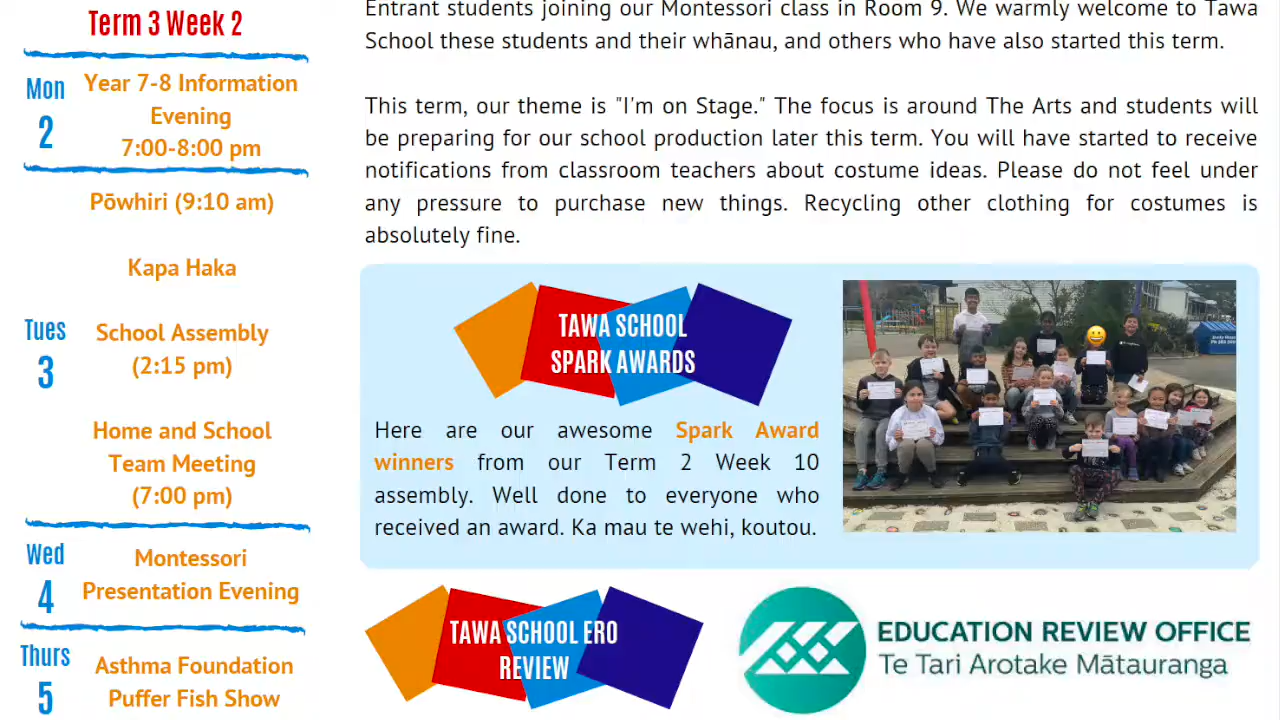 Term 3 Week 2
Mon
2
Year 7-8 Information
Evening
7:00-8:00 pm
Pōwhiri (9:10 am)
Kapa Haka
Tues
3
School Assembly
(2:15 pm)
Home and School
Team Meeting
(7:00 pm)
Wed
4
Montessori
Presentation Evening
Thurs
5
Asthma Foundation
Puffer Fish Show
Entrant students joining our Montessori class in Room 9. We warmly welcome to Tawa
School these students and their whānau, and others who have also started this term.
This term, our theme is "I'm on Stage." The focus is around The Arts and students will
be preparing for our school production later this term. You will have started to receive
notifications from classroom teachers about costume ideas. Please do not feel under
any pressure to purchase new things. Recycling other clothing for costumes is
absolutely fine.
TAWA SCHOOL
SPARK AWARDS
Here are our awesome Spark Award
winners from our Term 2 Week 10
assembly. Well done to everyone who
received an award. Ka mau te wehi, koutou.
TAWA SCHOOL ERO
REVIEW
EDUCATION REVIEW OFFICE
Te Tari Arotake Mātauranga